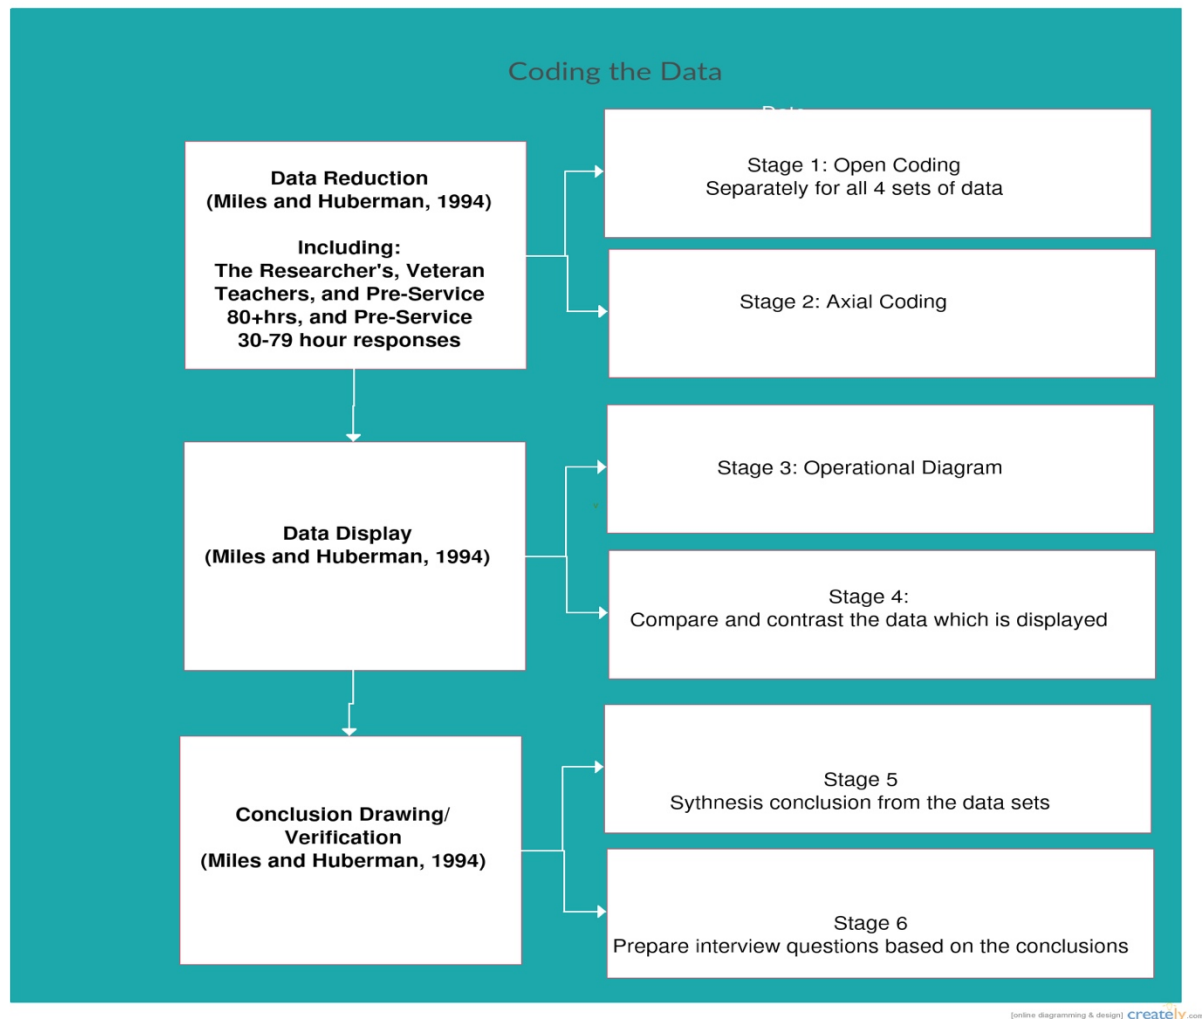 Coding the Data
Data
Data Reduction
(Miles and Huberman, 1994)
Including:
The Researcher's, Veteran
Teachers, and Pre-Service
80+hrs, and Pre-Service
30-79 hour responses
Stage 1: Open Coding
Separately for all 4 sets of data
Stage 2: Axial Coding
Data Display
(Miles and Huberman, 1994)
Stage 3: Operational Diagram
Stage 4:
Compare and contrast the data which is displayed
Conclusion Drawing/
Verification
(Miles and Huberman, 1994)
Stage 5
Sythnesis conclusion from the data sets
Stage 6
Prepare interview questions based on the conclusions
[online diagramming & design] creately.com